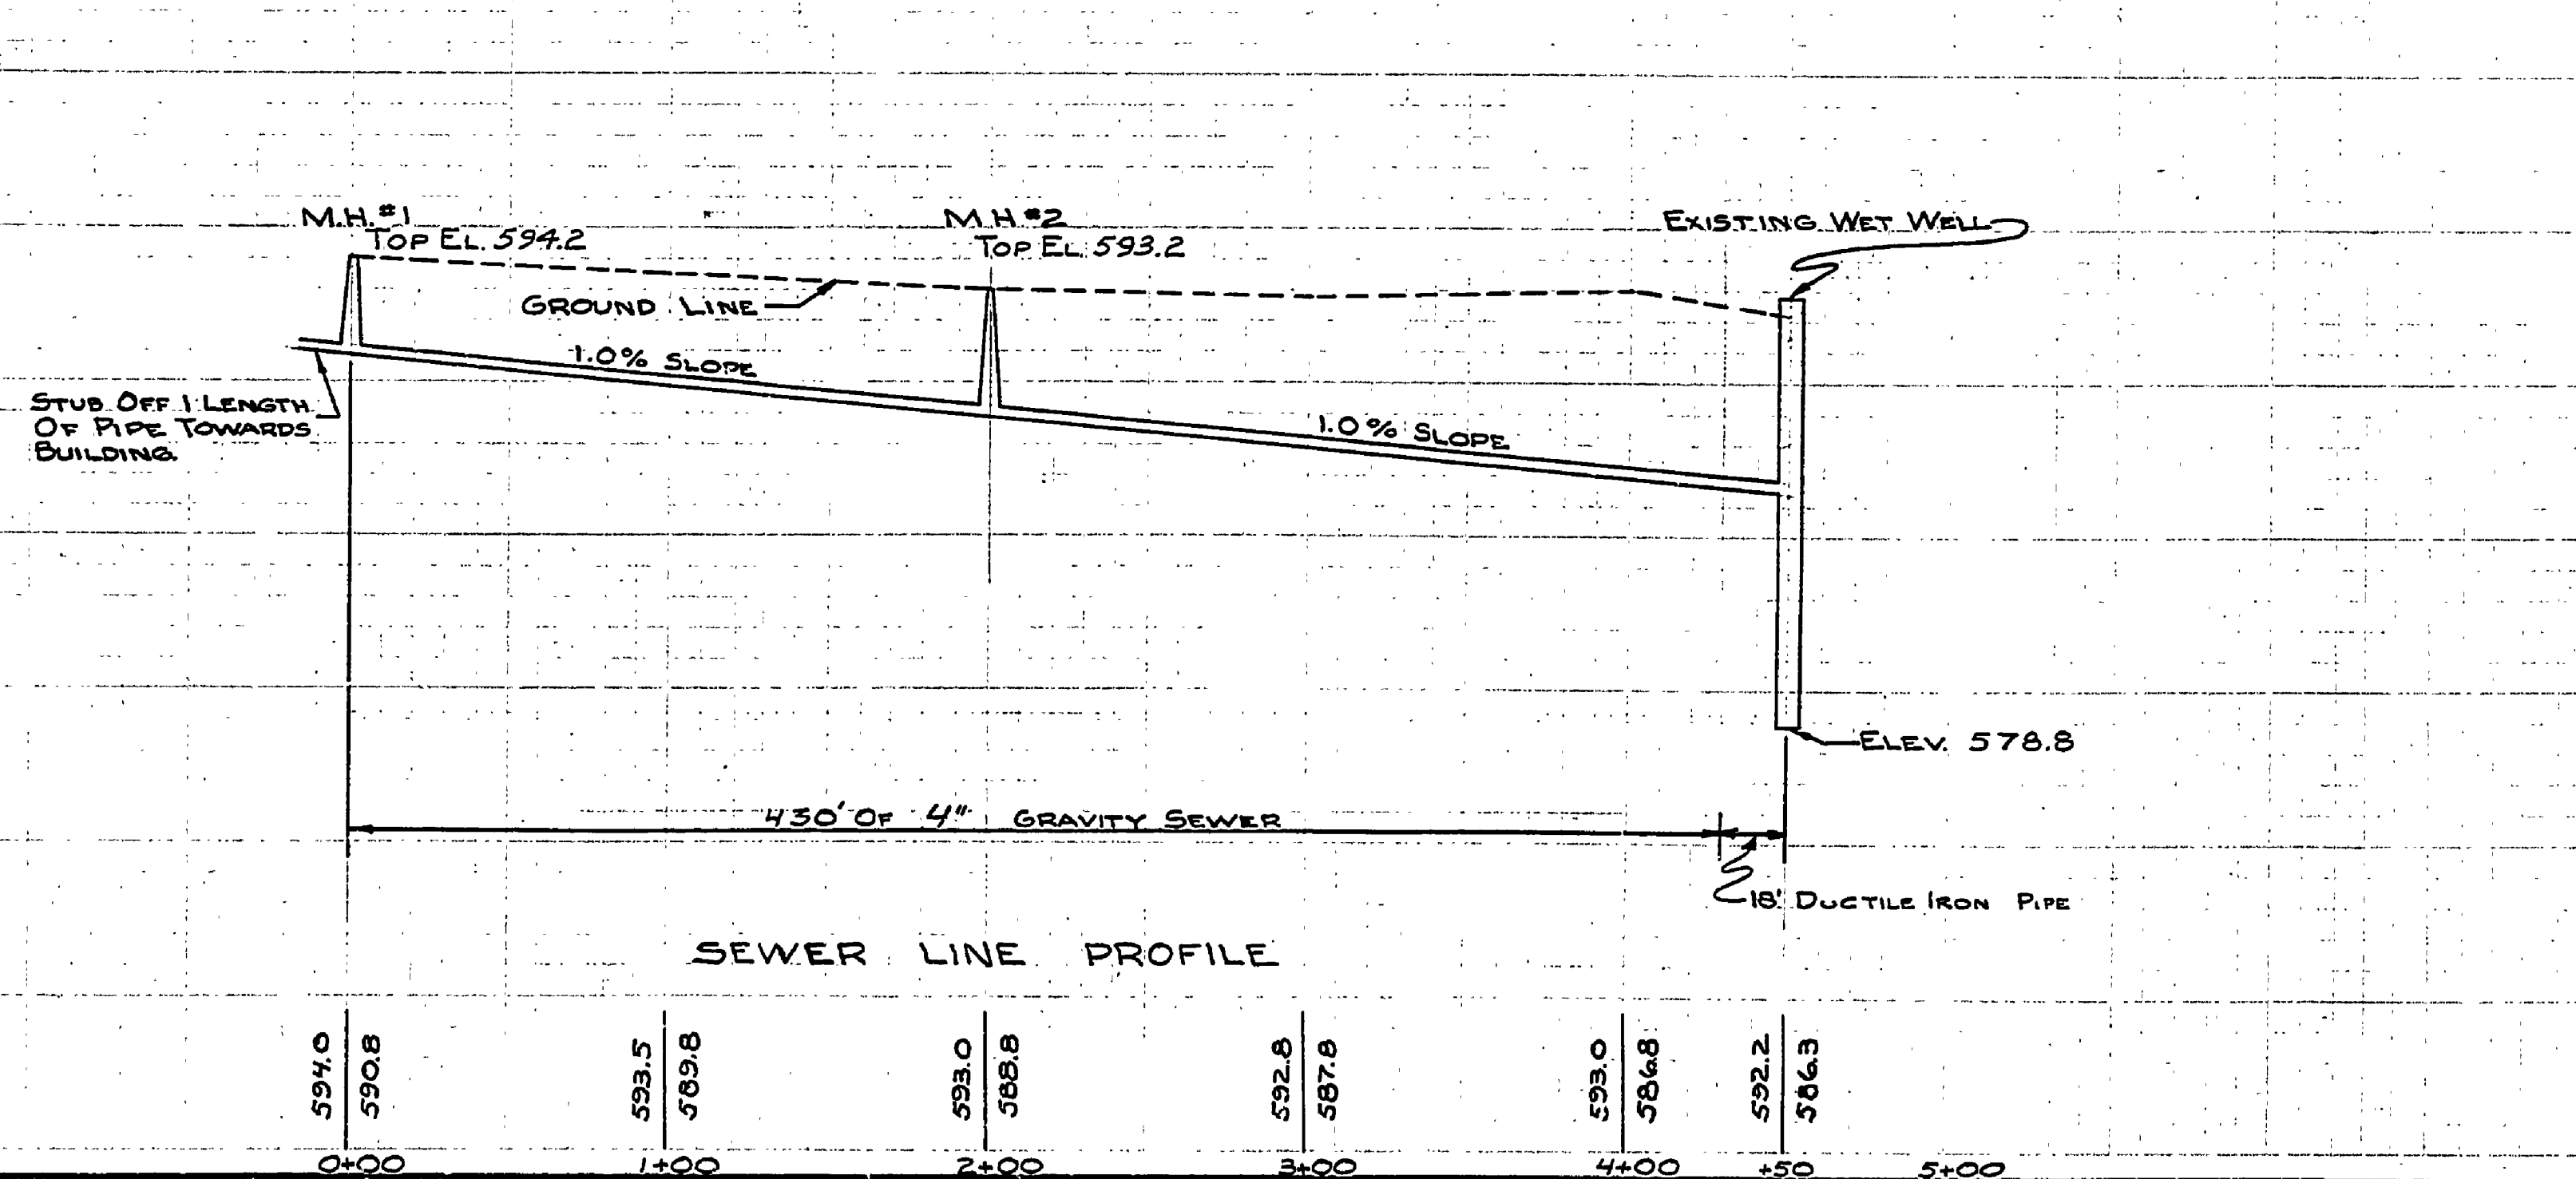 M.H. #1
TOP EL. 594.2
M.H #2
TOP EL. 593.2
EXISTING WET WELL
GROUND LINE
1.0% SLOPE
STUB OFF 1 LENGTH
OF PIPE TOWARDS
BUILDING.
1.0% SLOPE
ELEV. 578.8
430' OF 4" GRAVITY SEWER
18' DUCTILE IRON PIPE
SEWER LINE PROFILE
594.0
590.8
593.5
589.8
593.0
588.8
592.8
587.8
593.0
586.8
592.2
586.3
0+00
1+00
2+00
3+00
4+00
+50
5+00